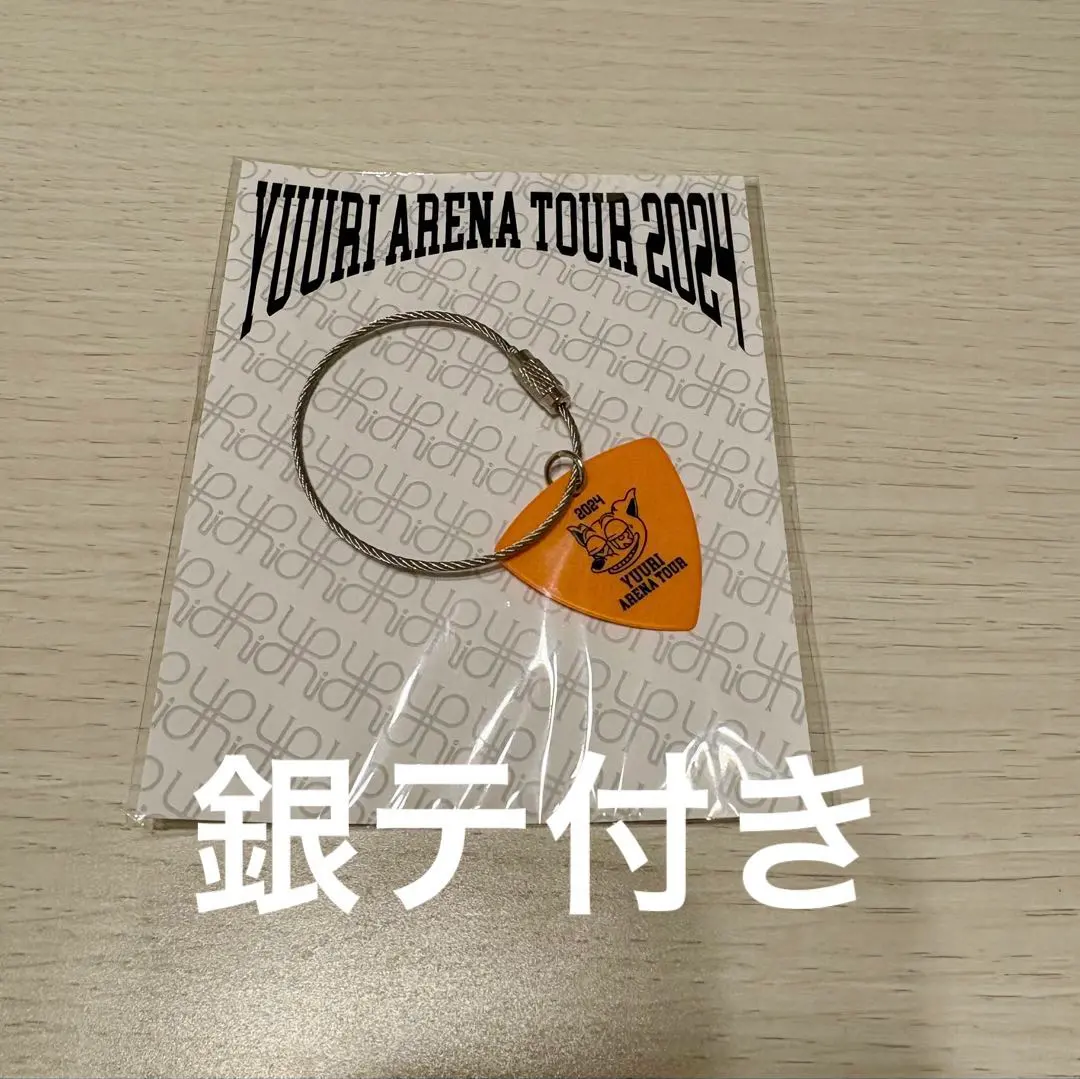 YUURI ARENA TOUR 2024
2024
YUURI
ARENA TOUR
銀テ付き